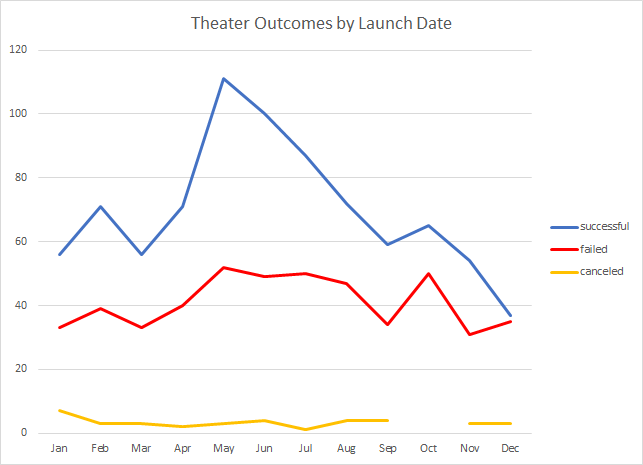 Theater Outcomes by Launch Date
120
100
80
60
40
20
0
Jan Feb Mar Apr May Jun Jul Aug Sep Oct Nov Dec
successful
failed
canceled